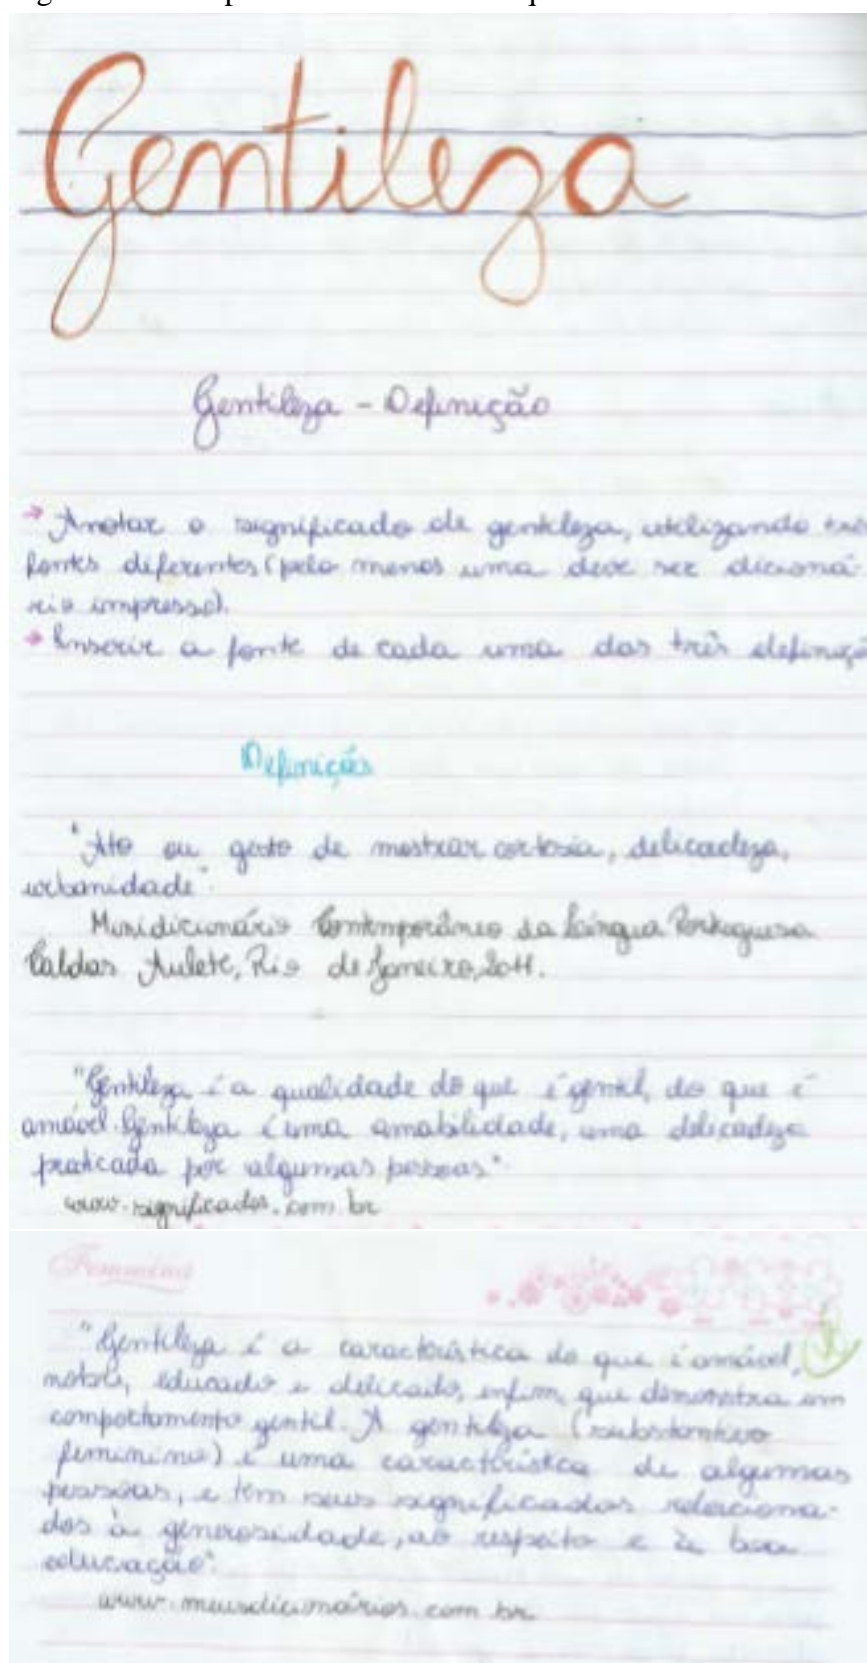 Gentileza
Gentileza - Definição
→ Anotar o significado de gentileza, utilizando três
fontes diferentes (pelo menos uma deve ser dicioná-
rio impresso).
→ Inserir a fonte de cada uma das três
Definições
"Ato ou gesto de mostrar cortesia, delicadeza,
urbanidade".
Minidicionário Contemporâneo da Língua Portuguesa
Caldas Aulete, Rio de Janeiro, 2011.
"Gentileza é a qualidade do que é gentil, do que é
amável. Gentileza é uma amabilidade, uma delicadeza
praticada por algumas pessoas".
www.significados.com.br
Feminina
"Gentileza é a característica do que é amável,
nobre, educado e delicado, enfim, que demonstra um
comportamento gentil. A gentileza (substantivo
feminino) é uma característica de algumas
pessoas, e tem seus significados relaciona-
dos à generosidade, ao respeito e à boa
educação".
www.meusdicionários.com.br